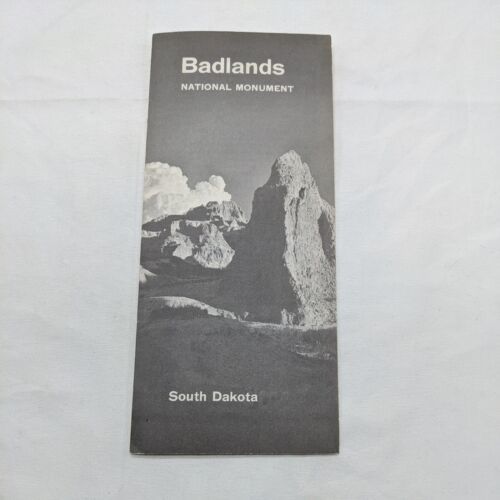 Badlands
NATIONAL MONUMENT
South Dakota